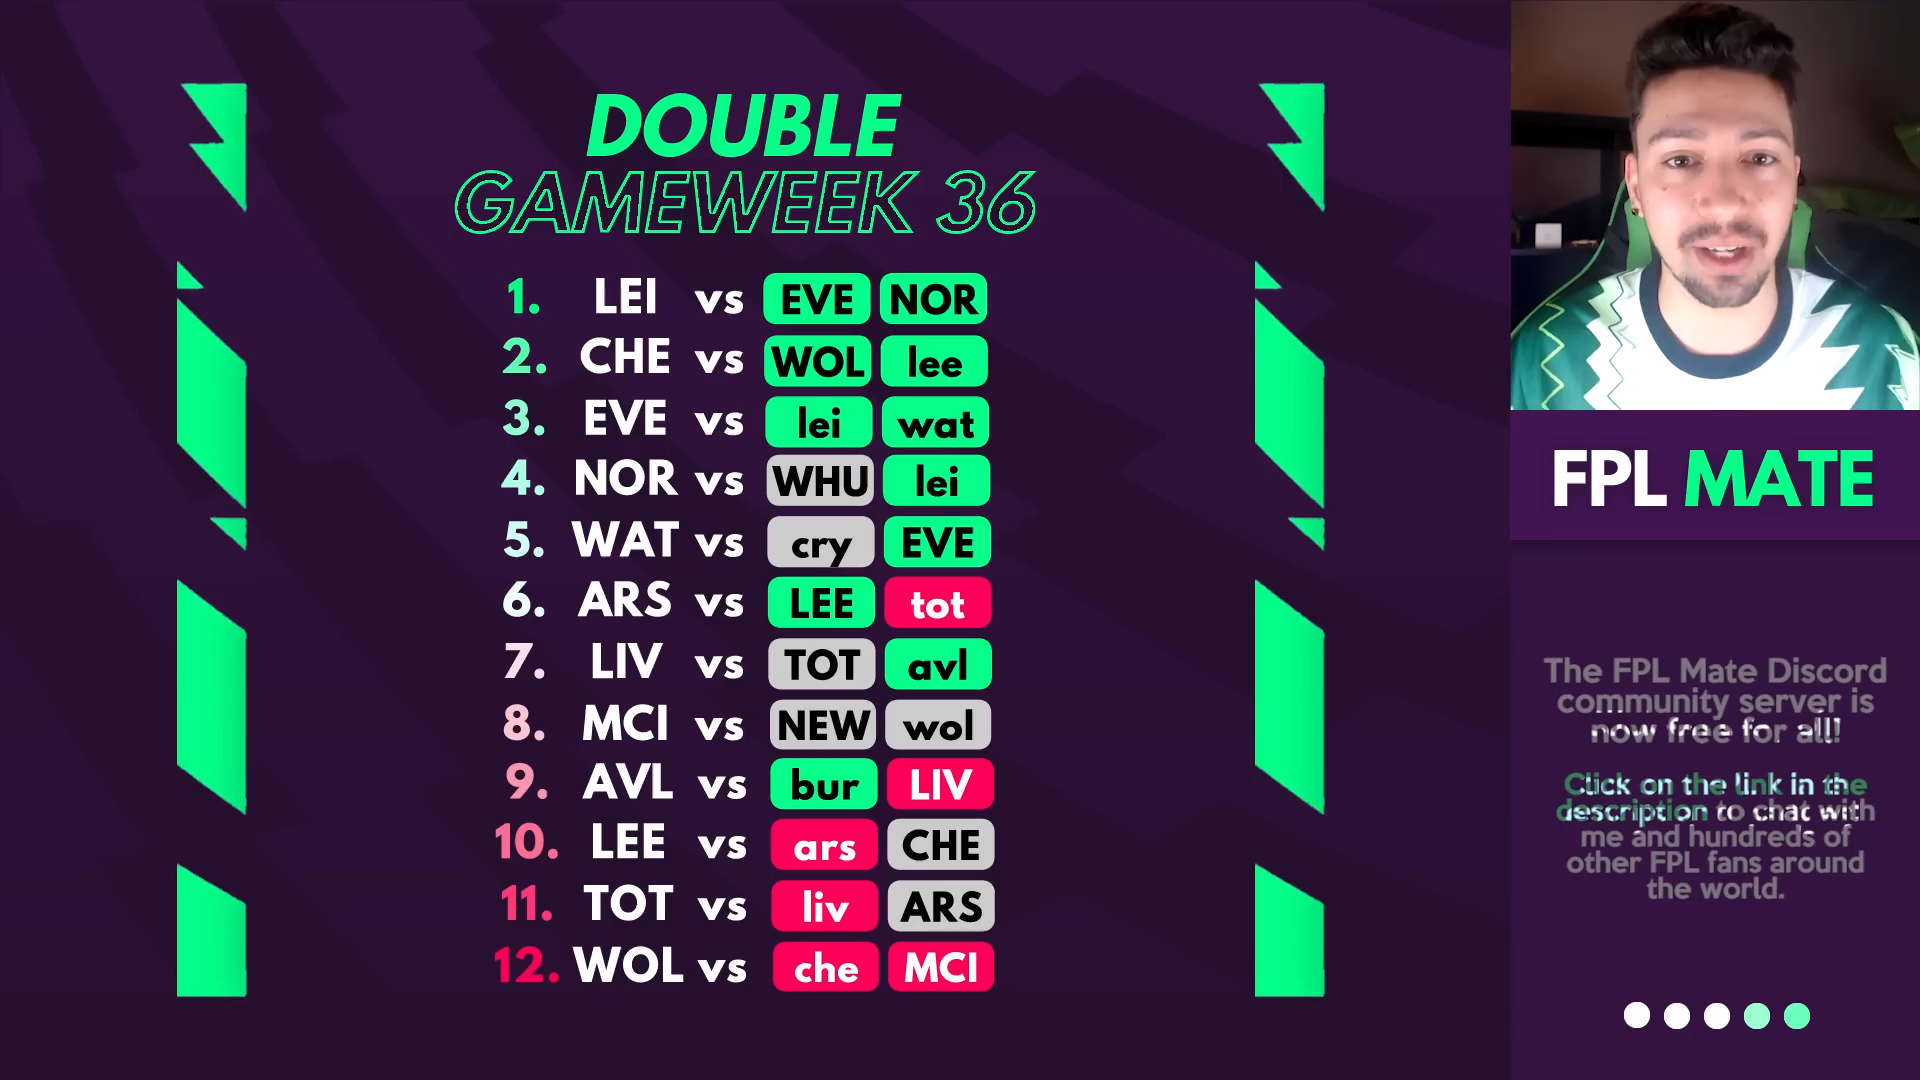 DOUBLE
GAMEWEEK 36
1. LEI vs EVE NOR
2. CHE vs WOL lee
3. EVE vs lei wat
4. NOR vs WHU lei
5. WAT vs cry EVE
6. ARS vs LEE tot
7. LIV vs TOT avl
8. MCI vs NEW wol
9. AVL vs bur LIV
10. LEE vs ars CHE
11. TOT vs liv ARS
12. WOL vs che MCI
FPL MATE
The FPL Mate Discord
community server is
now free for all!
Click on the link in the
description to chat with
me and hundreds of
other FPL fans around
the world.